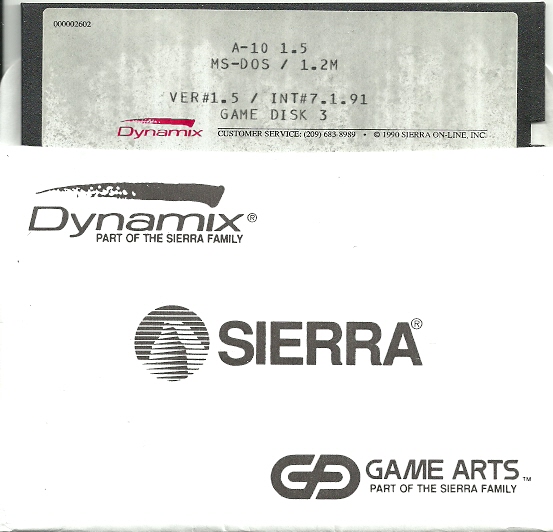 000002602
A-10 1.5
MS-DOS / 1.2M
VER#1.5 / INT#7.1.91
GAME DISK 3
Dynamix CUSTOMER SERVICE: (209) 683-8989 • © 1990 SIERRA ON-LINE, INC.
Dynamix®
PART OF THE SIERRA FAMILY
SIERRA®
GAME ARTS™
PART OF THE SIERRA FAMILY